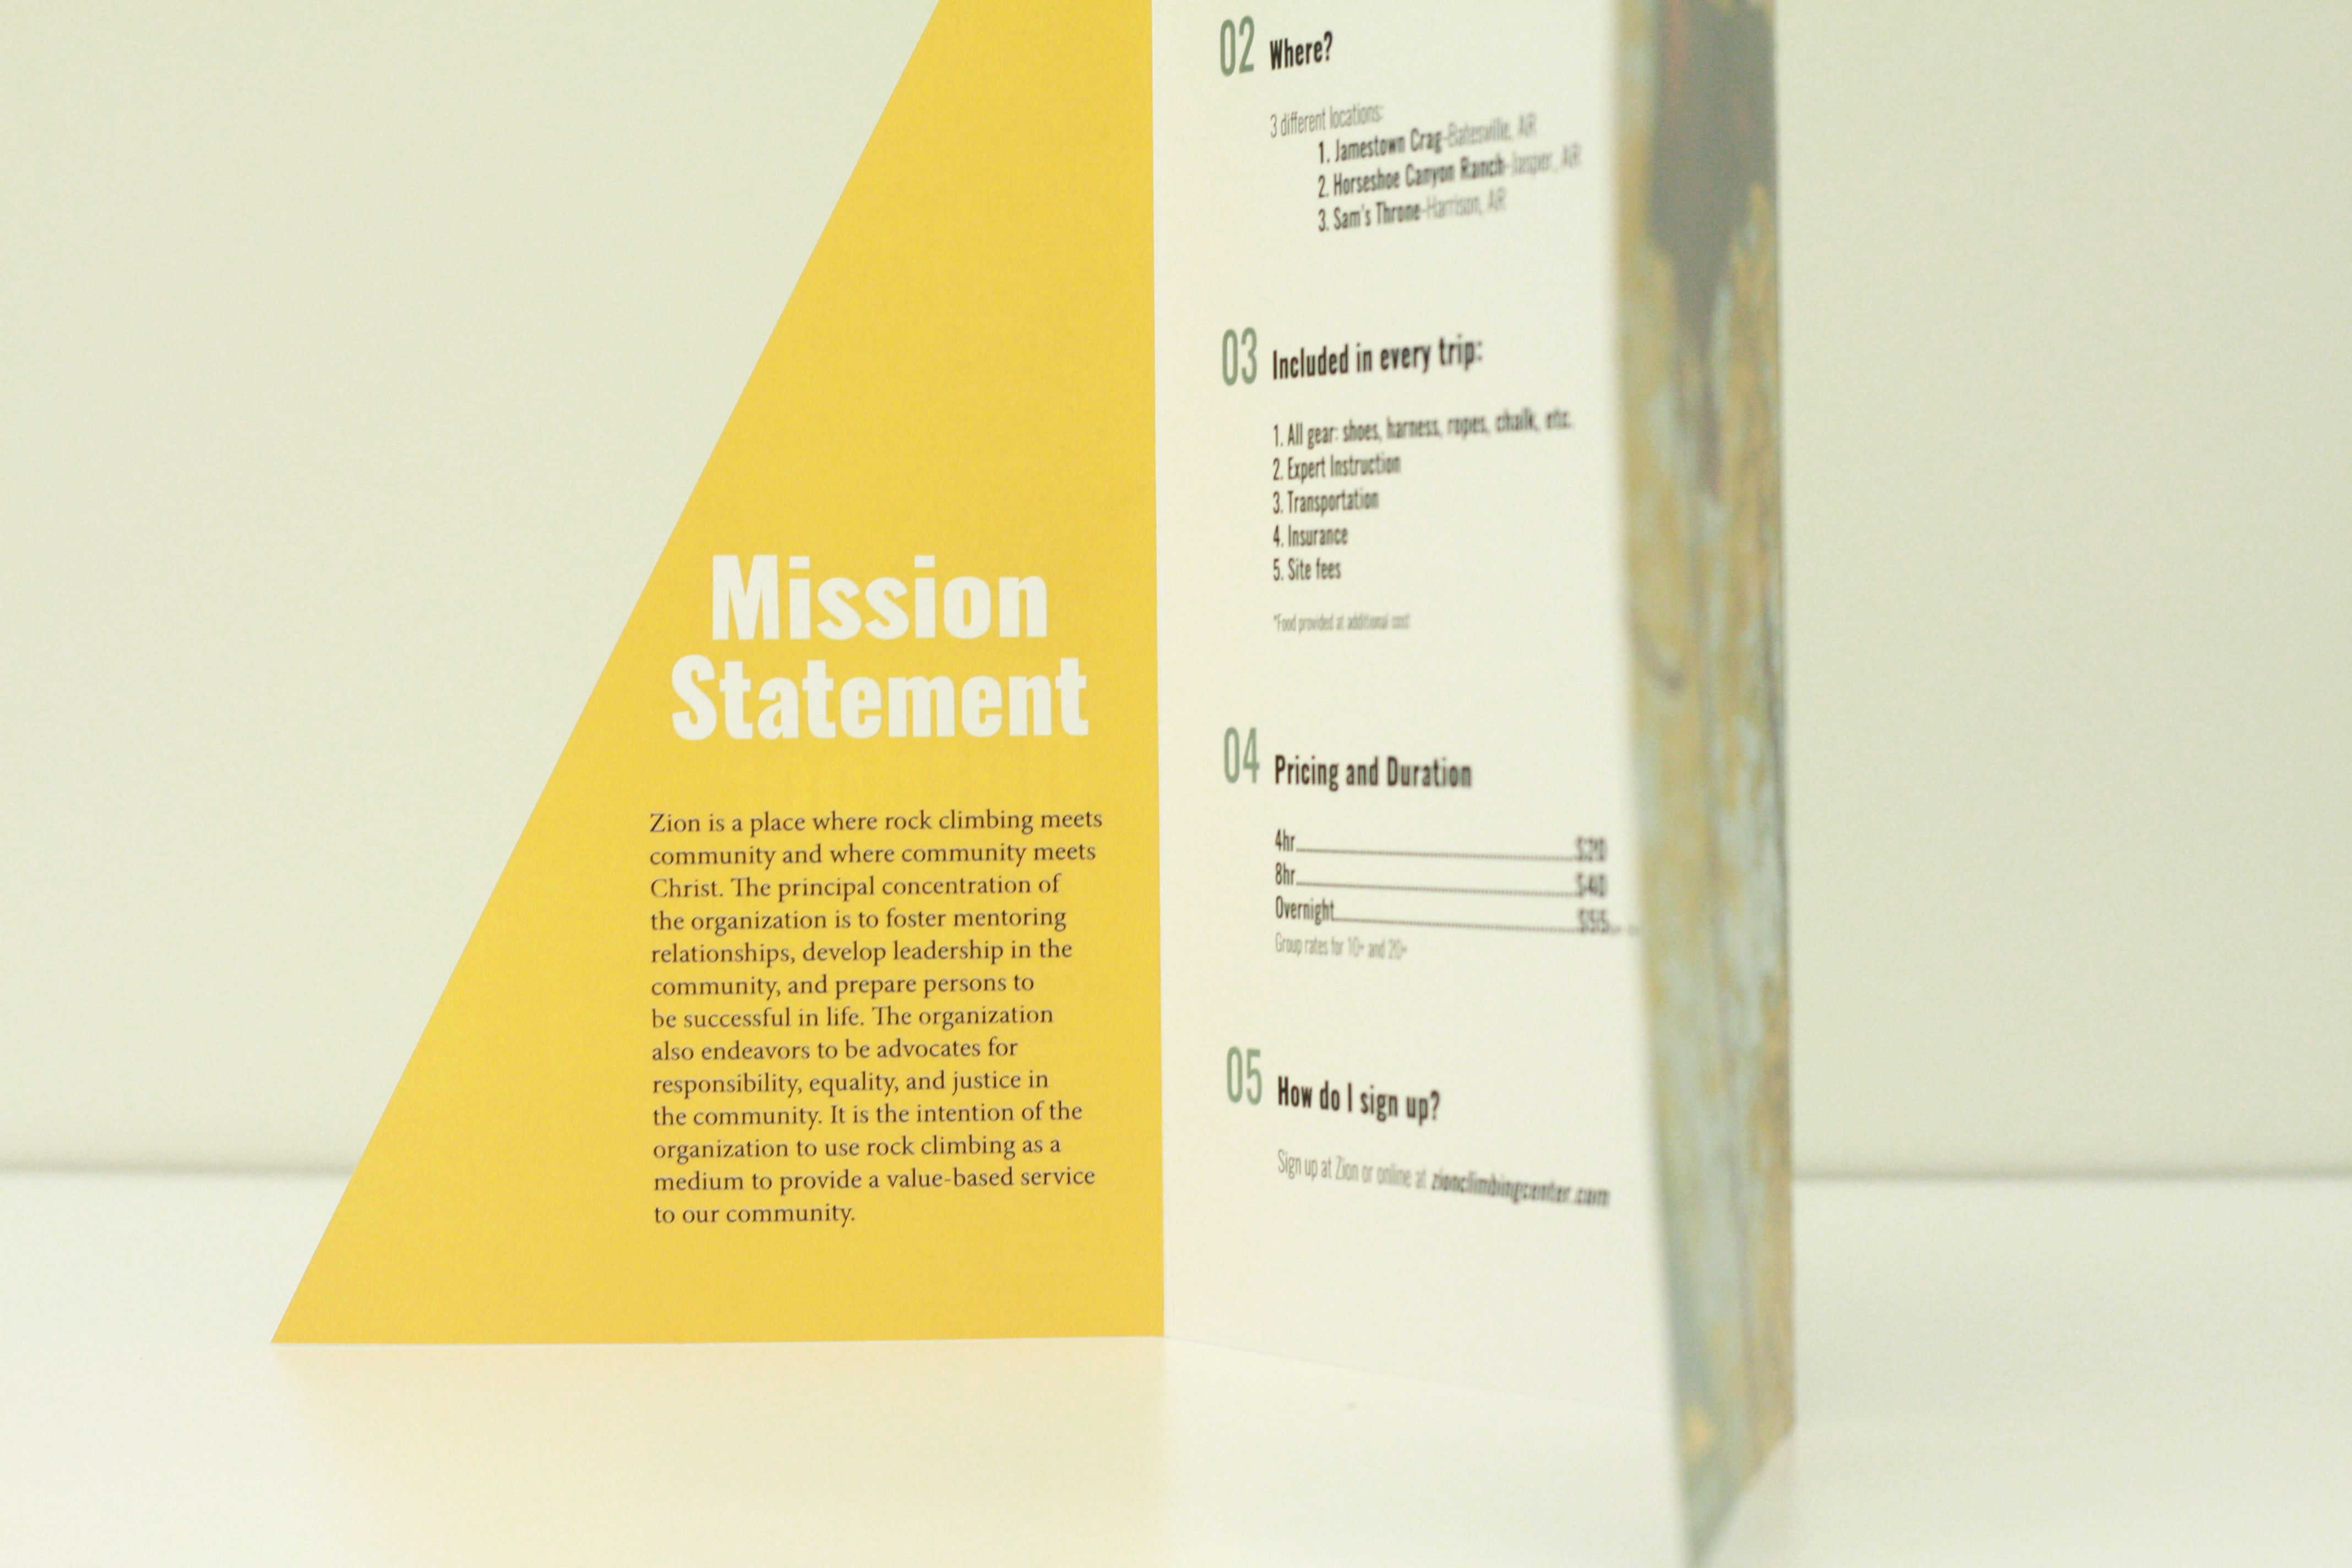 Mission
Statement
Zion is a place where rock climbing meets
community and where community meets
Christ. The principal concentration of
the organization is to foster mentoring
relationships, develop leadership in the
community, and prepare persons to
be successful in life. The organization
also endeavors to be advocates for
responsibility, equality, and justice in
the community. It is the intention of the
organization to use rock climbing as a
medium to provide a value-based service
to our community.
02 Where?
3 different locations:
1. Jamestown Crag-Batesville, AR
2. Horseshoe Canyon Ranch-Jasper, AR
3. Sam's Throne-Harrison, AR
03 Included in every trip:
1. All gear: shoes, harness, ropes, chalk, etc.
2. Expert Instruction
3. Transportation
4. Insurance
5. Site fees
*Food provided at additional cost
04 Pricing and Duration
4hr
8hr $40
Overnight
Group rates for 10+ and 20+
05 How do I sign up?
Sign up at Zion or online at zionclimbingcenter.com